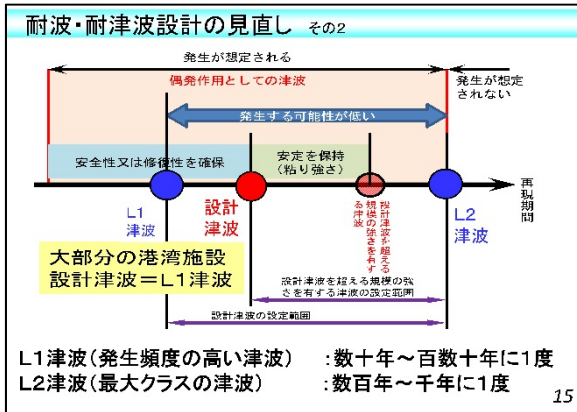 耐波・耐津波設計の見直し その2
発生が想定される
偶発作用としての津波
発生が想定
されない
発生する可能性が低い
安全性又は修復性を確保
安定を保持
(粘り強さ)
再現期間
L1
津波
設計
津波
設計津波を超える
規模の強さを有す
る津波
L2
津波
大部分の港湾施設
設計津波=L1津波
設計津波を超える規模の強
さを有する津波の設定範囲
設計津波の設定範囲
L1津波(発生頻度の高い津波) :数十年~百数十年に1度
L2津波(最大クラスの津波) :数百年~千年に1度
15